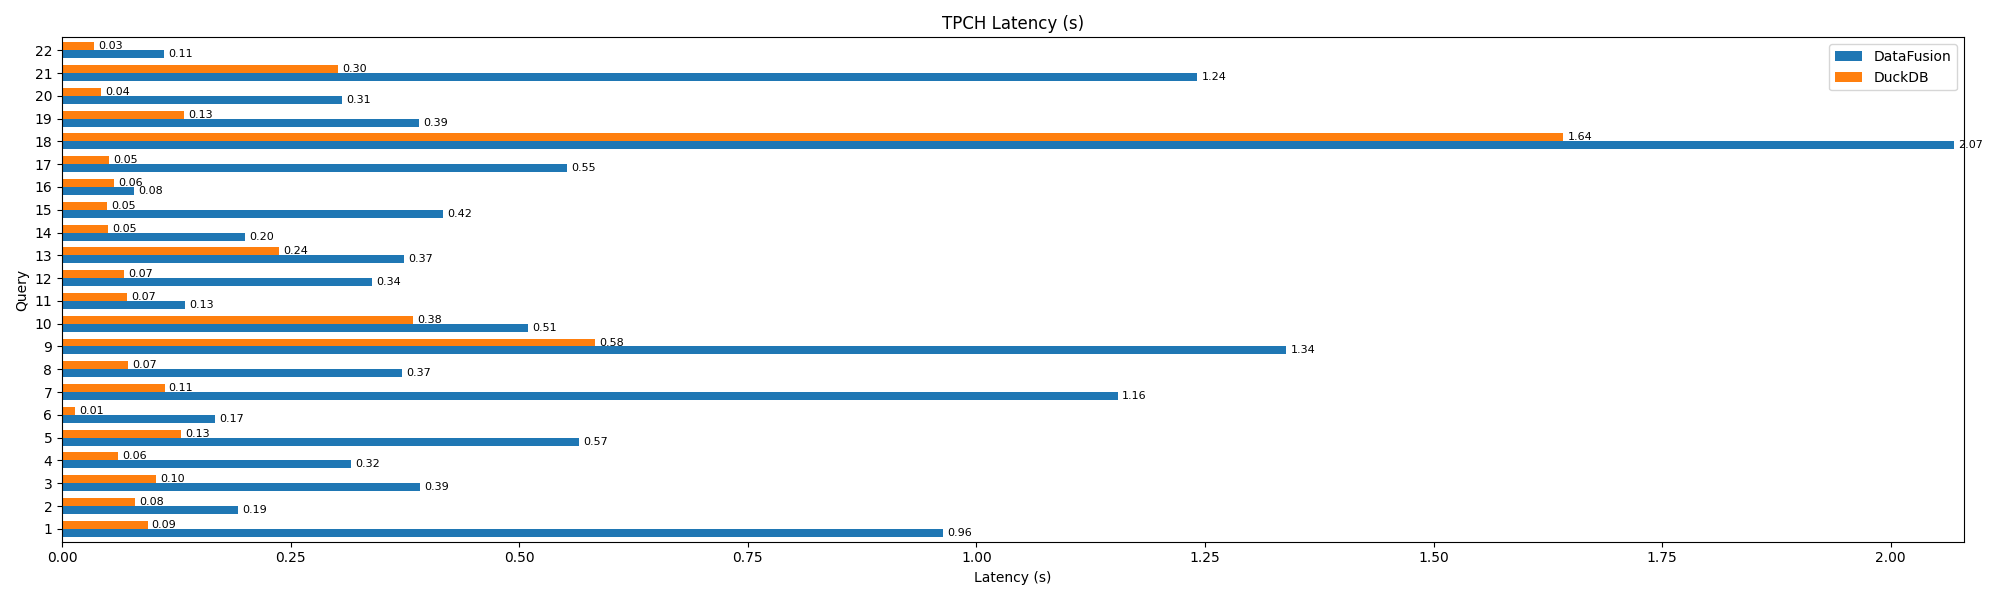 TPCH Latency (s)
DataFusion
DuckDB
Query
22 0.03 0.11
21 0.30 1.24
20 0.04 0.31
19 0.13 0.39
18 1.64 2.07
17 0.05 0.55
16 0.06 0.08
15 0.05 0.42
14 0.05 0.20
13 0.24 0.37
12 0.07 0.34
11 0.07 0.13
10 0.38 0.51
9 0.58 1.34
8 0.07 0.37
7 0.11 1.16
6 0.01 0.17
5 0.13 0.57
4 0.06 0.32
3 0.10 0.39
2 0.08 0.19
1 0.09 0.96
0.00 0.25 0.50 0.75 1.00 1.25 1.50 1.75 2.00
Latency (s)